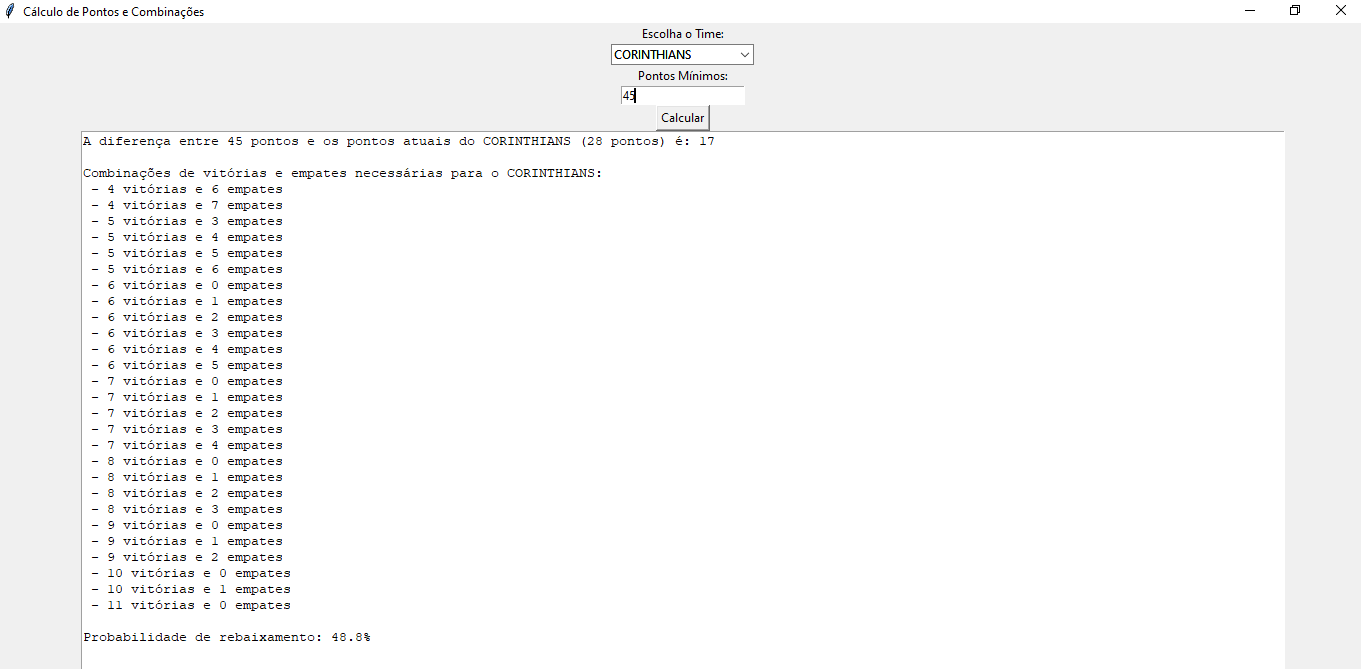 Cálculo de Pontos e Combinações
Escolha o Time:
CORINTHIANS
Pontos Mínimos:
45
Calcular
A diferença entre 45 pontos e os pontos atuais do CORINTHIANS (28 pontos) é: 17
Combinações de vitórias e empates necessárias para o CORINTHIANS:
- 4 vitórias e 6 empates
- 4 vitórias e 7 empates
- 5 vitórias e 3 empates
- 5 vitórias e 4 empates
- 5 vitórias e 5 empates
- 5 vitórias e 6 empates
- 6 vitórias e 0 empates
- 6 vitórias e 1 empates
- 6 vitórias e 2 empates
- 6 vitórias e 3 empates
- 6 vitórias e 4 empates
- 6 vitórias e 5 empates
- 7 vitórias e 0 empates
- 7 vitórias e 1 empates
- 7 vitórias e 2 empates
- 7 vitórias e 3 empates
- 7 vitórias e 4 empates
- 8 vitórias e 0 empates
- 8 vitórias e 1 empates
- 8 vitórias e 2 empates
- 8 vitórias e 3 empates
- 9 vitórias e 0 empates
- 9 vitórias e 1 empates
- 9 vitórias e 2 empates
- 10 vitórias e 0 empates
- 10 vitórias e 1 empates
- 11 vitórias e 0 empates
Probabilidade de rebaixamento: 48.8%